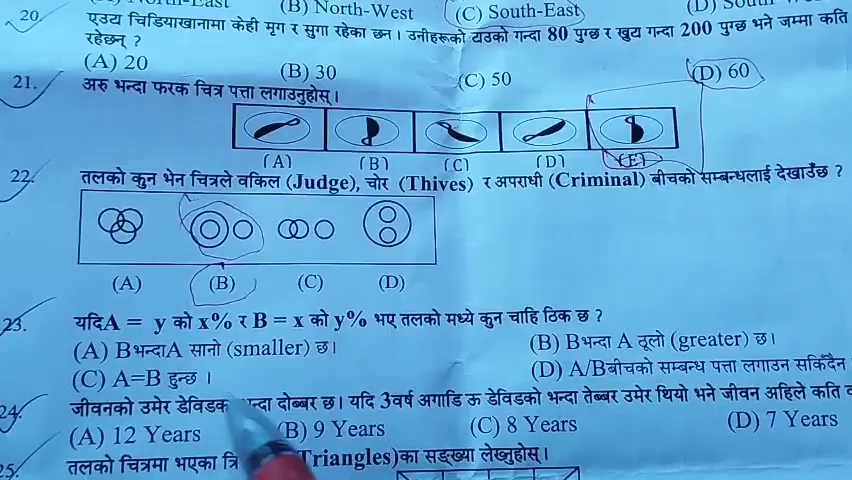 (B) North-West (C) South-East
20. एउटा चिडियाखानामा केही मृग र सुगा रहेका छन। उनीहरूको टाउको गन्दा 80 पुग्छ र खुट्टा गन्दा 200 पुग्छ भने जम्मा कति
रहेछन् ?
(A) 20 (B) 30 (C) 50 (D) 60
21. अरु भन्दा फरक चित्र पत्ता लगाउनुहोस्।
(A) (B) (C) (D) (E)
22. तलको कुन भेन चित्रले वकिल (Judge), चोर (Thives) र अपराधी (Criminal) बीचको सम्बन्धलाई देखाउँछ ?
(A) (B) (C) (D)
23. यदिA = y को x% र B = x को y% भए तलको मध्ये कुन चाहि ठिक छ ?
(A) Bभन्दाA सानो (smaller) छ। (B) Bभन्दा A ठूलो (greater) छ।
(C) A=B हुन्छ । (D) A/Bबीचको सम्बन्ध पत्ता लगाउन सकिँदैन
24. जीवनको उमेर डेविडक दोब्बर छ। यदि 3वर्ष अगाडि ऊ डेविडको भन्दा तेब्बर उमेर थियो भने जीवन अहिले कति
(A) 12 Years (B) 9 Years (C) 8 Years (D) 7 Years
25. तलको चित्रमा भएका Triangles)का सङ्ख्या लेख्नुहोस्।